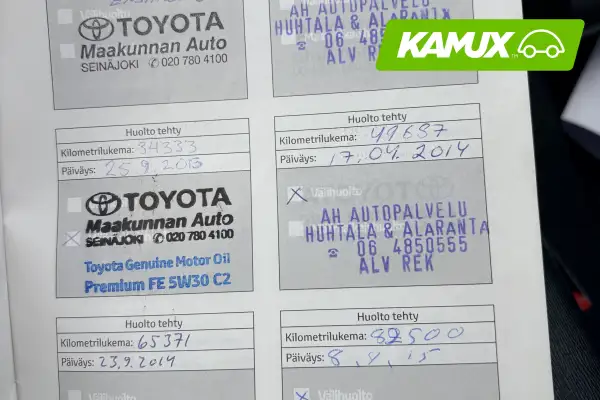 TOYOTA
Maakunnan Auto
SEINÄJOKI ✆ 020 780 4100
AH AUTOPALVELU
HUHTALA & ALARANTA
☎ 06
ALV REK
KAMUX™
Huolto tehty
Kilometrilukema: 34333
Päiväys: 25.9.2013
TOYOTA
Maakunnan Auto
SEINÄJOKI ✆ 020 780 4100
Toyota Genuine Motor Oil
Premium FE 5W30 C2
Huolto tehty
Kilometrilukema: 49687
Päiväys: 17.04.2014
Välihuolto
AH AUTOPALVELU
HUHTALA & ALARANTA
☎ 06 4850555
ALV REK
Huolto tehty
Kilometrilukema: 65371
Päiväys: 23.9.2014
Välihuolto
Huolto tehty
Kilometrilukema: 82500
Päiväys: 8.4.15
Välihuolto